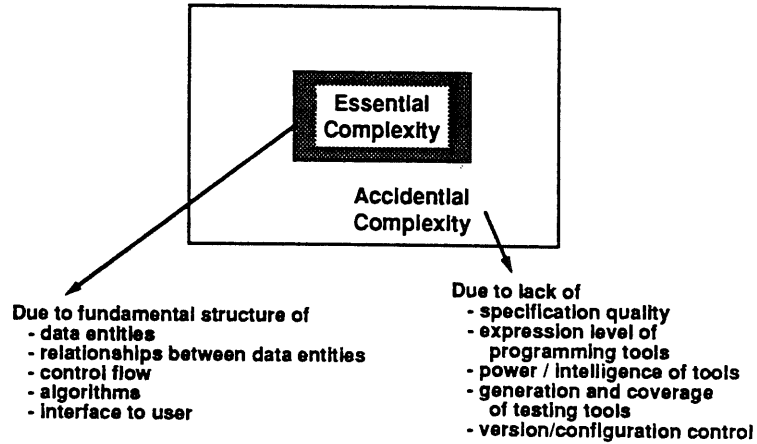 Essential
Complexity
Accidential
Complexity
Due to fundamental structure of
- data entities
- relationships between data entities
- control flow
- algorithms
- interface to user
Due to lack of
- specification quality
- expression level of
programming tools
- power / intelligence of tools
- generation and coverage
of testing tools
- version/configuration control